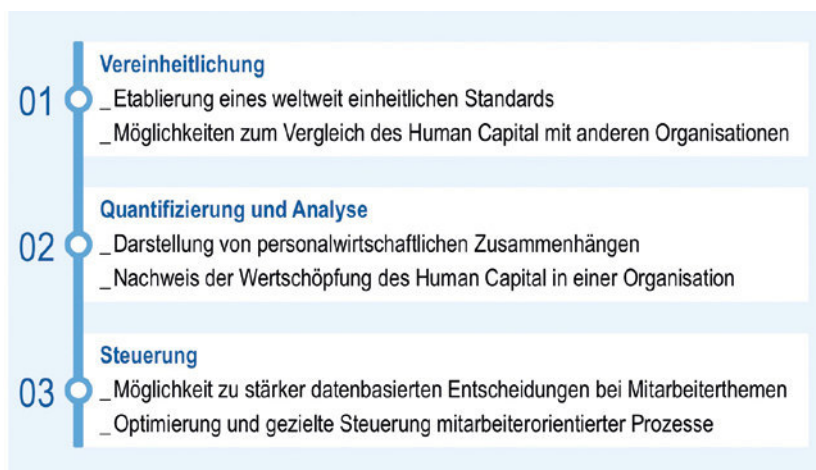 01
Vereinheitlichung
_Etablierung eines weltweit einheitlichen Standards
_Möglichkeiten zum Vergleich des Human Capital mit anderen Organisationen
02
Quantifizierung und Analyse
_Darstellung von personalwirtschaftlichen Zusammenhängen
_Nachweis der Wertschöpfung des Human Capital in einer Organisation
03
Steuerung
_Möglichkeit zu stärker datenbasierten Entscheidungen bei Mitarbeiterthemen
_Optimierung und gezielte Steuerung mitarbeiterorientierter Prozesse